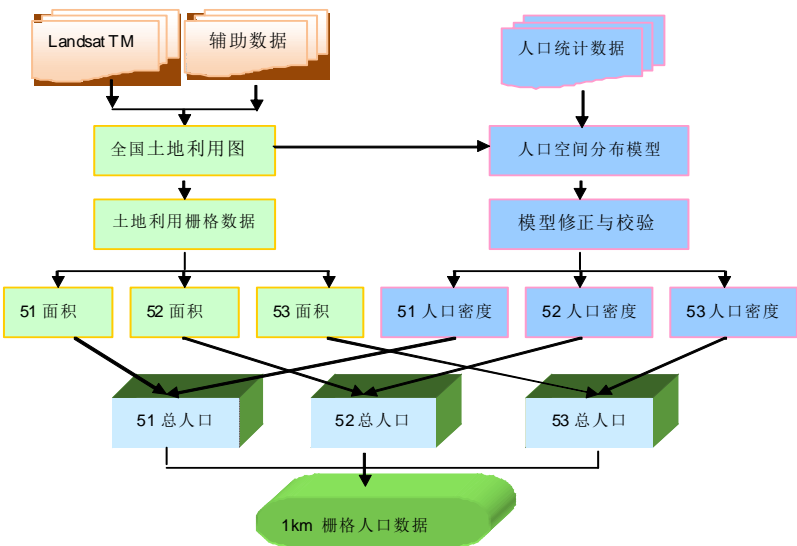 Landsat TM
辅助数据
人口统计数据
全国土地利用图
人口空间分布模型
土地利用栅格数据
模型修正与校验
51 面积
52 面积
53 面积
51 人口密度
52 人口密度
53 人口密度
51 总人口
52 总人口
53 总人口
1km 栅格人口数据